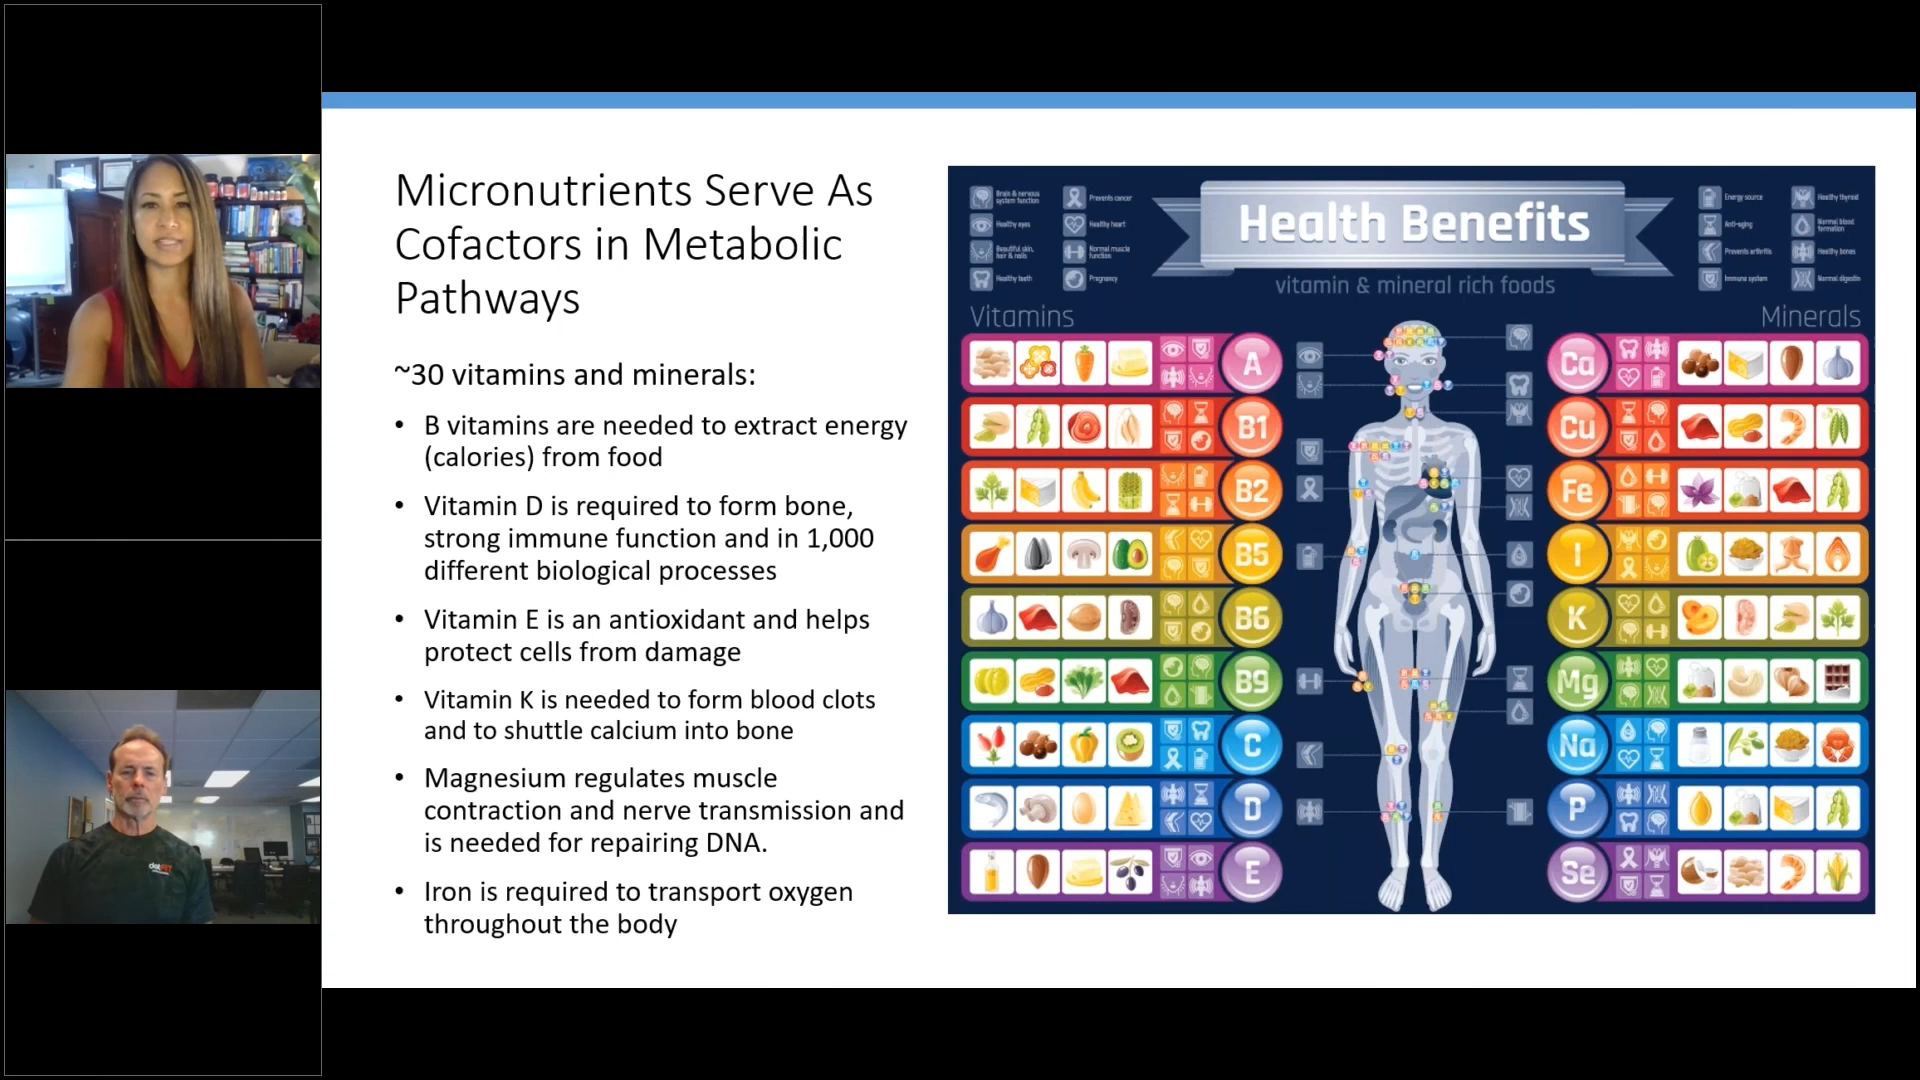 Micronutrients Serve As
Cofactors in Metabolic
Pathways
~30 vitamins and minerals:
• B vitamins are needed to extract energy
(calories) from food
• Vitamin D is required to form bone,
strong immune function and in 1,000
different biological processes
• Vitamin E is an antioxidant and helps
protect cells from damage
• Vitamin K is needed to form blood clots
and to shuttle calcium into bone
• Magnesium regulates muscle
contraction and nerve transmission and
is needed for repairing DNA.
• Iron is required to transport oxygen
throughout the body
Brain & nervous
system function
Healthy eyes
Beautiful skin,
hair & nails
Healthy teeth
Prevents cancer
Healthy heart
Normal muscle
function
Pregnancy
Health Benefits
vitamin & mineral rich foods
Energy source
Anti-aging
Prevents arthritis
Immune system
Healthy thyroid
Normal blood
formation
Healthy bones
Normal digestion
Vitamins
A
B1
B2
B5
B6
B9
C
D
E
Minerals
Ca
Cu
Fe
I
K
Mg
Na
P
Se